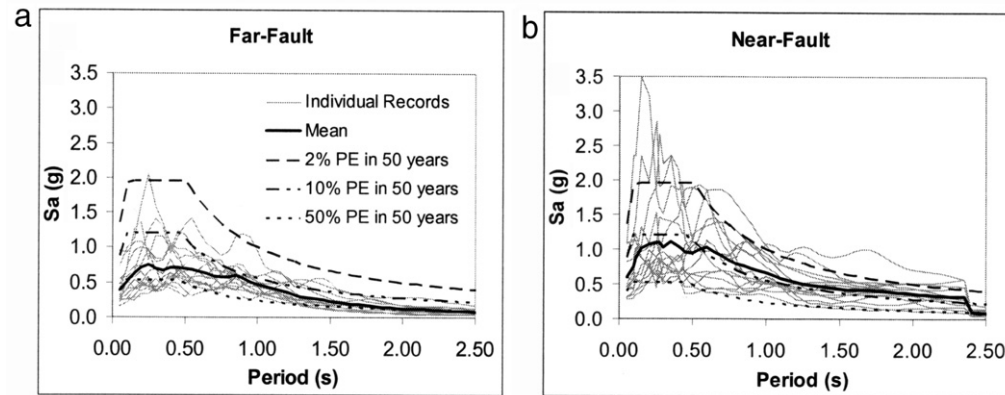 a
Far-Fault
3.5
3.0
2.5
2.0
1.5
1.0
0.5
0.0
Sa (g)
Individual Records
Mean
2% PE in 50 years
10% PE in 50 years
50% PE in 50 years
0.00 0.50 1.00 1.50 2.00 2.50
Period (s)
b
Near-Fault
3.5
3.0
2.5
2.0
1.5
1.0
0.5
0.0
Sa (g)
0.00 0.50 1.00 1.50 2.00 2.50
Period (s)